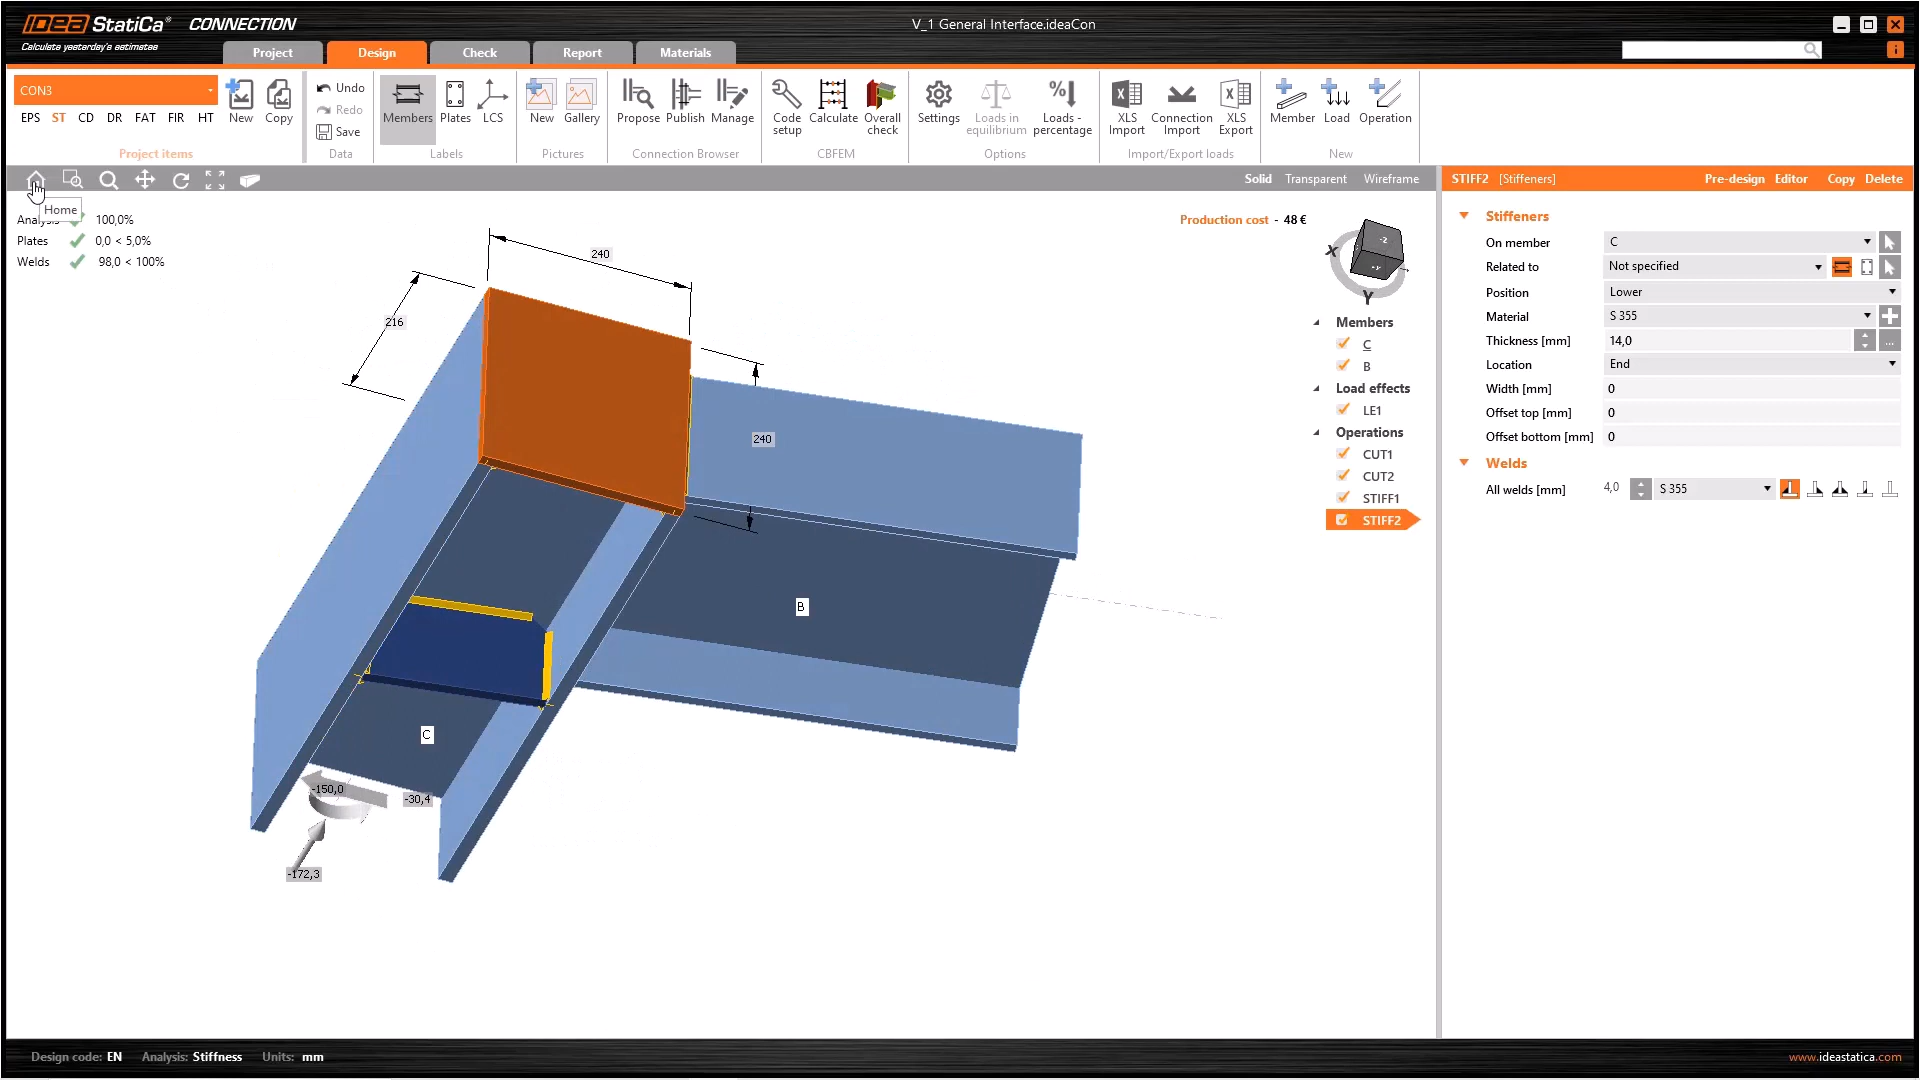 IDEA StatiCa® CONNECTION
Calculate yesterday's estimates
V_1 General Interface.ideaCon
Project Design Check Report Materials
CON3
EPS ST CD DR FAT FIR HT
New Copy
Project items
Undo
Redo
Save
Data
Members Plates LCS
Labels
New Gallery
Pictures
Propose Publish Manage
Connection Browser
Code setup Calculate Overall check
CBFEM
Settings Loads in equilibrium Loads - percentage
Options
XLS Import Connection Import XLS Export
Import/Export loads
Member Load Operation
New
Solid Transparent Wireframe
Home
Analysis 100,0%
Plates 0,0 < 5,0%
Welds 98,0 < 100%
Production cost - 48 €
X
Y
-Z
-Y
240
216
240
B
C
-150,0
-30,4
-172,3
Members
C
B
Load effects
LE1
Operations
CUT1
CUT2
STIFF1
STIFF2
STIFF2 [Stiffeners] Pre-design Editor Copy Delete
Stiffeners
On member C
Related to Not specified
Position Lower
Material S 355
Thickness [mm] 14,0
Location End
Width [mm] 0
Offset top [mm] 0
Offset bottom [mm] 0
Welds
All welds [mm] 4,0 S 355
Design code: EN Analysis: Stiffness Units: mm
www.ideastatica.com